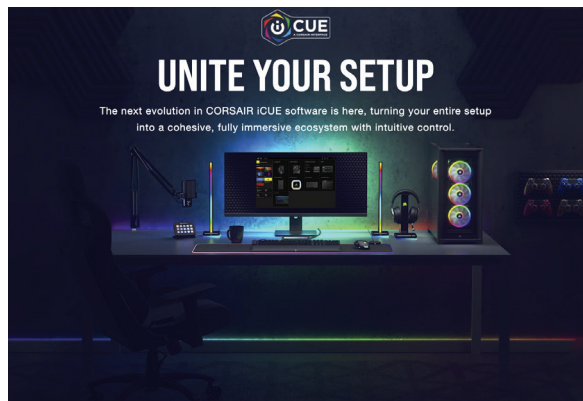 iCUE
A CORSAIR INTERFACE
UNITE YOUR SETUP
The next evolution in CORSAIR iCUE software is here, turning your entire setup
into a cohesive, fully immersive ecosystem with intuitive control.